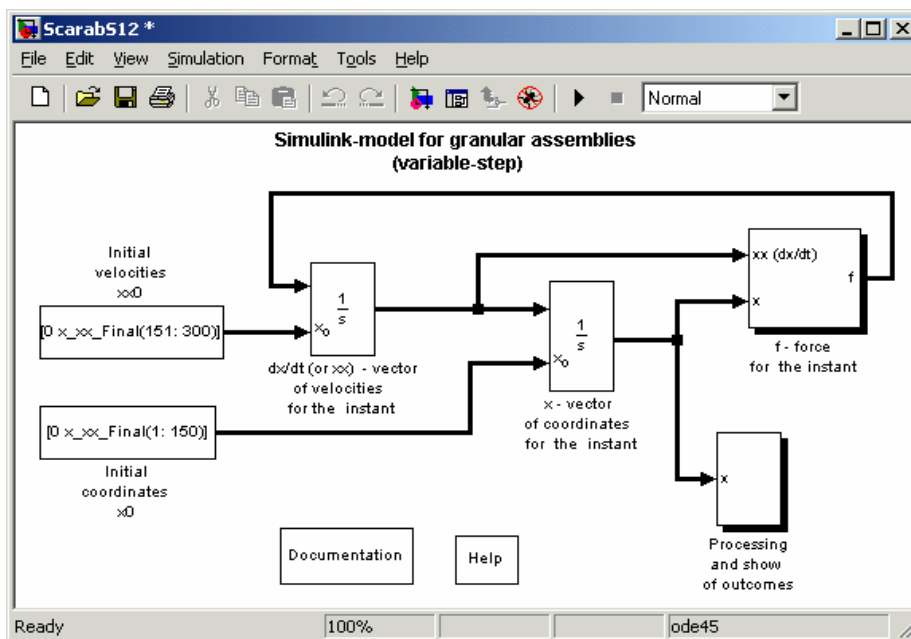 ScarabS12 *
File Edit View Simulation Format Tools Help
Normal
Simulink-model for granular assemblies
(variable-step)
Initial
velocities
xx0
[0 x_xx_Final(151: 300)]
1
s
xo
dx/dt (or xx) - vector
of velocities
for the instant
[0 x_xx_Final(1: 150)]
Initial
coordinates
x0
1
s
xo
x - vector
of coordinates
for the instant
xx (dx/dt)
f
x
f - force
for the instant
x
Processing
and show
of outcomes
Documentation
Help
Ready 100% ode45